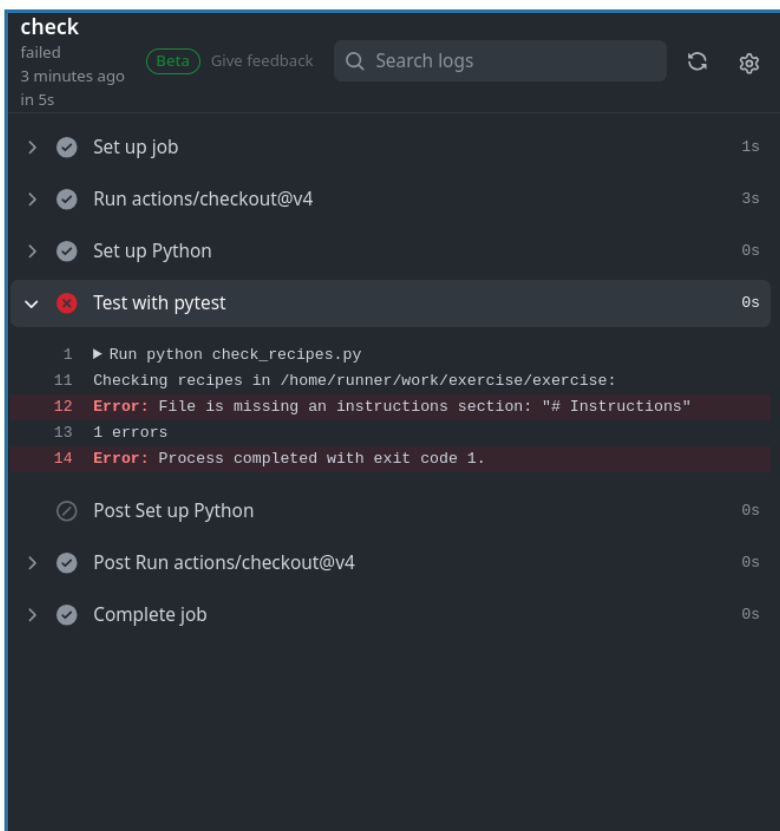 check
failed
3 minutes ago
in 5s
Beta Give feedback
Search logs
Set up job 1s
Run actions/checkout@v4 3s
Set up Python 0s
Test with pytest 0s
1 Run python check_recipes.py
11 Checking recipes in /home/runner/work/exercise/exercise:
12 Error: File is missing an instructions section: "# Instructions"
13 1 errors
14 Error: Process completed with exit code 1.
Post Set up Python 0s
Post Run actions/checkout@v4 0s
Complete job 0s